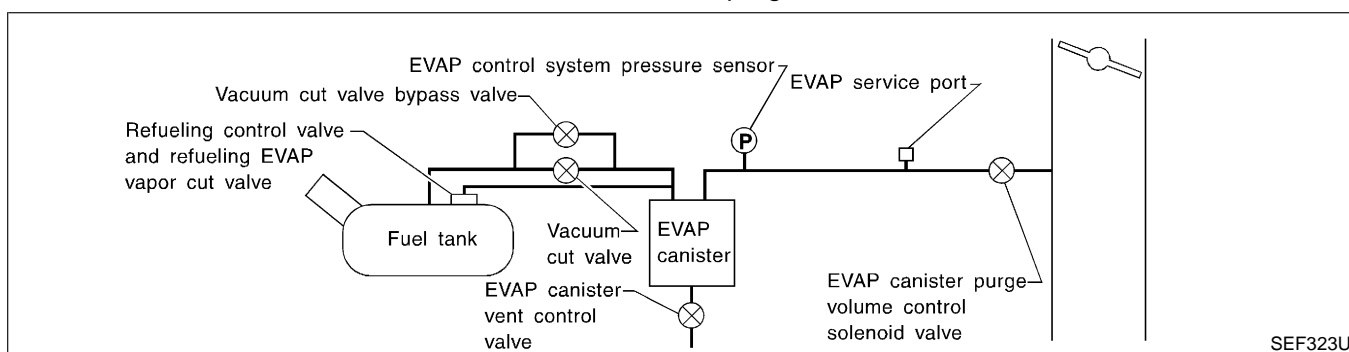 EVAP control system pressure sensor
EVAP service port
Vacuum cut valve bypass valve
Refueling control valve
and refueling EVAP
vapor cut valve
P
Fuel tank
Vacuum
cut valve
EVAP
canister
EVAP canister
vent control
valve
EVAP canister purge
volume control
solenoid valve
SEF323U